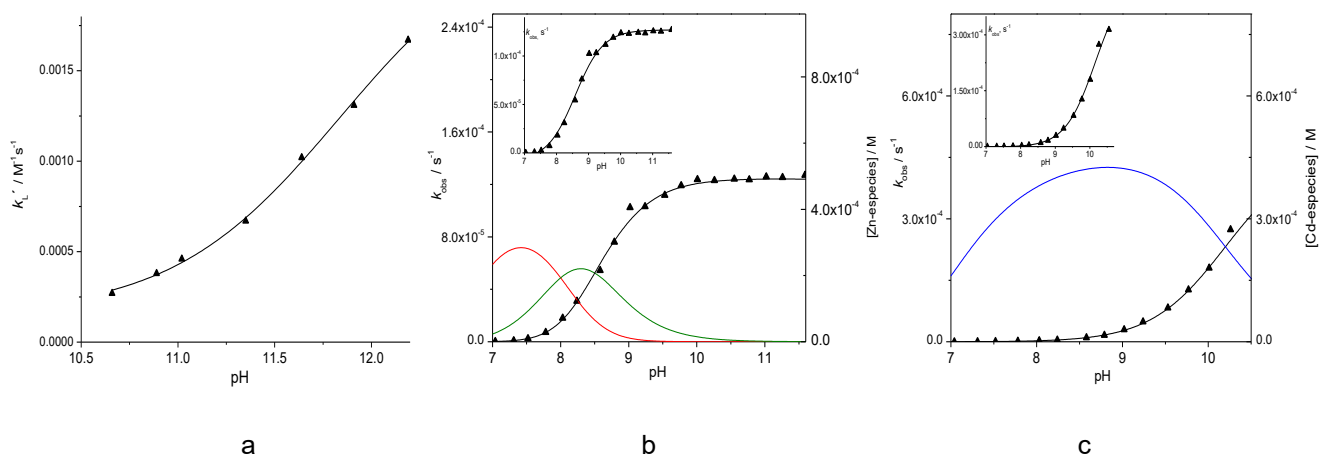 0.0015
0.0010
0.0005
0.0000
10.5 11.0 11.5 12.0
pH
k_L´ / M⁻¹s⁻¹
a
2.4x10⁻⁴
1.6x10⁻⁴
8.0x10⁻⁵
0.0
7 8 9 10 11
pH
k_obs / s⁻¹
8.0x10⁻⁴
4.0x10⁻⁴
0.0
[Zn-especies] / M
k_obs, s⁻¹
1.0x10⁻⁴
5.0x10⁻⁵
0.0
7 8 9 10 11
pH
b
6.0x10⁻⁴
3.0x10⁻⁴
0.0
7 8 9 10
pH
k_obs / s⁻¹
6.0x10⁻⁴
3.0x10⁻⁴
0.0
[Cd-especies] / M
k_obs, s⁻¹
3.00x10⁻⁴
1.50x10⁻⁴
0.00
7 8 9 10
pH
c